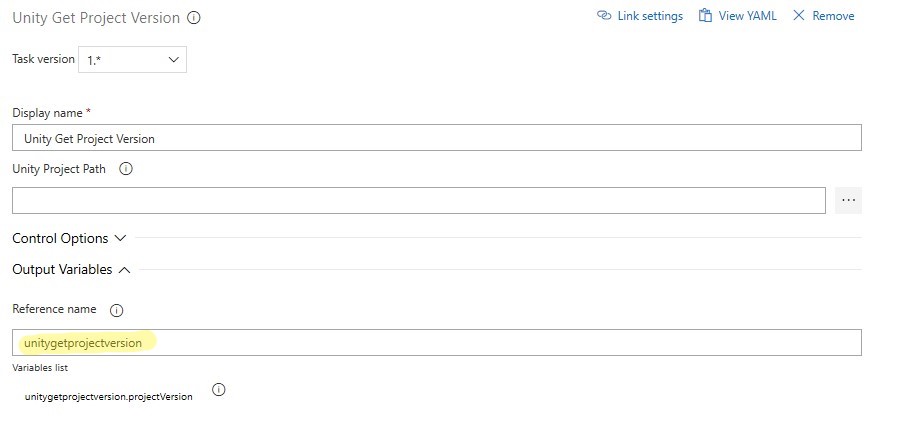 Unity Get Project Version
Link settings
View YAML
Remove
Task version 1.*
Display name *
Unity Get Project Version
Unity Project Path
...
Control Options
Output Variables
Reference name
unitygetprojectversion
Variables list
unitygetprojectversion.projectVersion